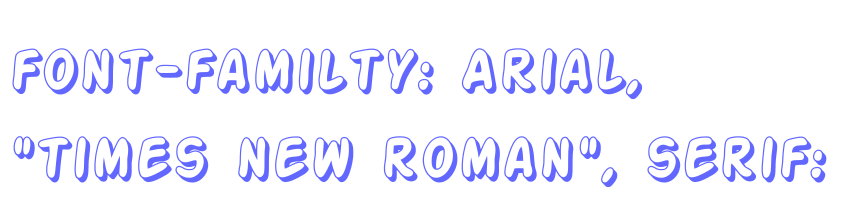 FONT-FAMILTY: ARIAL,
"TIMES NEW ROMAN", SERIF: